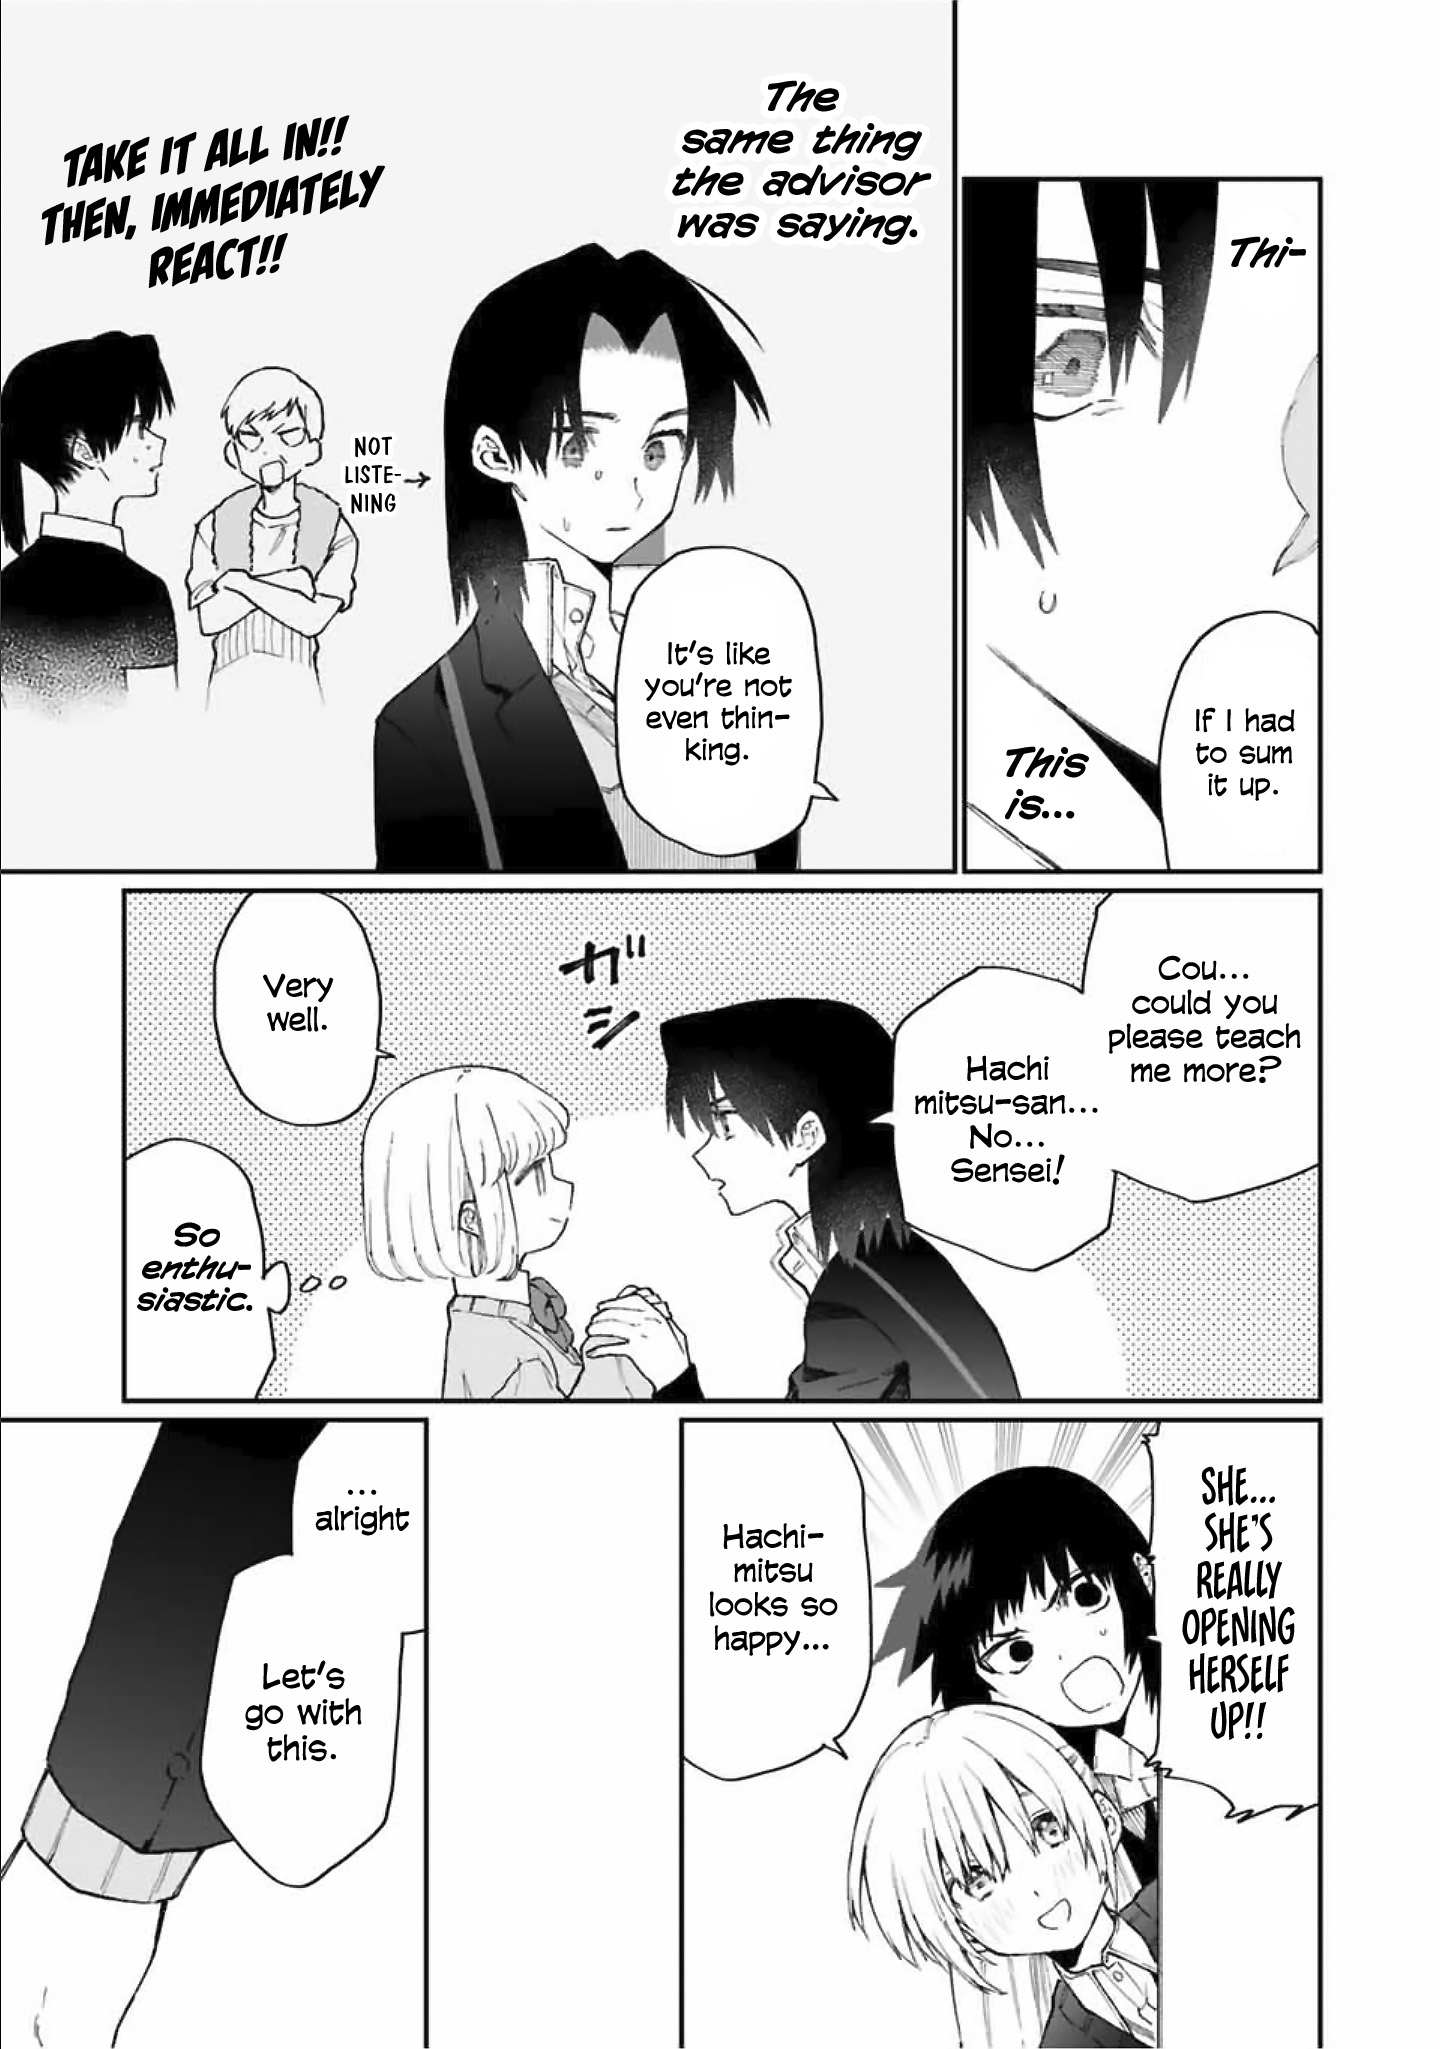 Thi-
If I had
to sum
it up.
This
is...
The
same thing
the advisor
was saying.
It's like
you're not
even thin-
king.
NOT
LISTE-
NING
TAKE IT ALL IN!!
THEN, IMMEDIATELY
REACT!!
Cou...
could you
please teach
me more?
Hachi
mitsu-san...
No...
Sensei!
ガシ
Very
well.
So
enthu-
siastic.
SHE...
SHE'S
REALLY
OPENING
HERSELF
UP!!
Hachi-
mitsu
looks so
happy...
...
alright
Let's
go with
this.